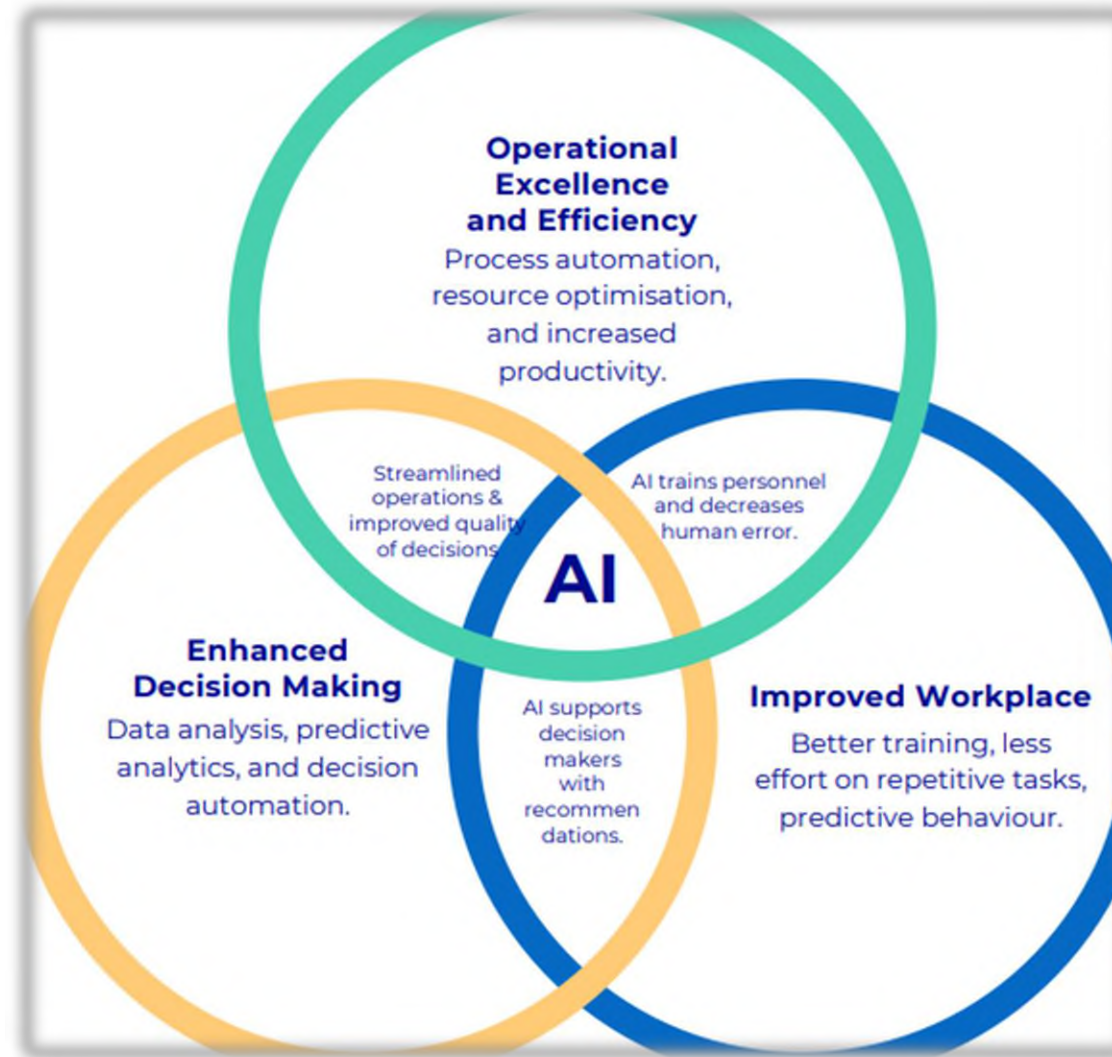 Operational
Excellence
and Efficiency
Process automation,
resource optimisation,
and increased
productivity.
Streamlined
operations &
improved quality
of decisions
AI trains personnel
and decreases
human error.
AI
Enhanced
Decision Making
Data analysis, predictive
analytics, and decision
automation.
AI supports
decision
makers
with
recommen
dations.
Improved Workplace
Better training, less
effort on repetitive tasks,
predictive behaviour.